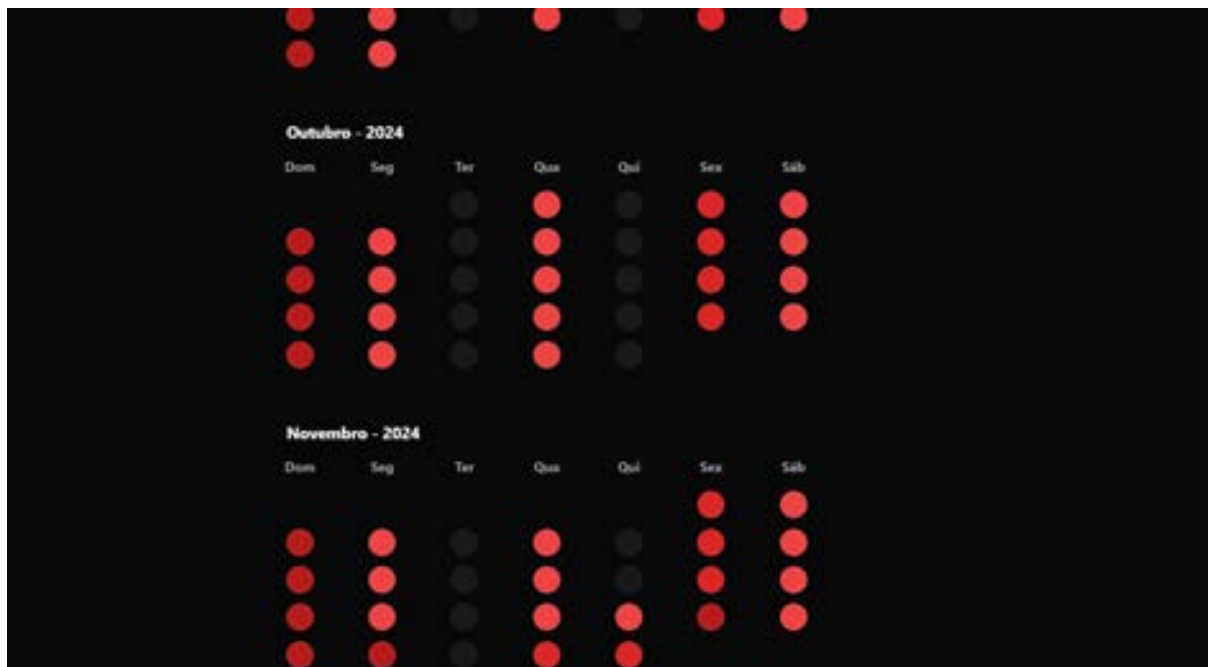 Outubro - 2024
Dom Seg Ter Qua Qui Sex Sáb
Novembro - 2024
Dom Seg Ter Qua Qui Sex Sáb